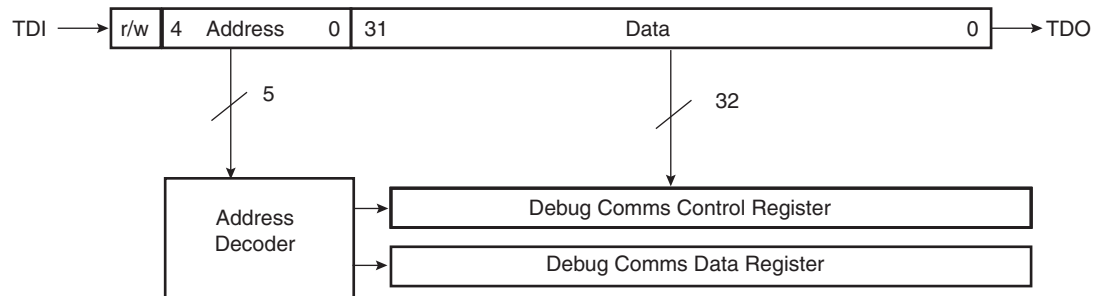 TDI r/w 4 Address 0 31 Data 0 TDO
5
32
Address
Decoder
Debug Comms Control Register
Debug Comms Data Register